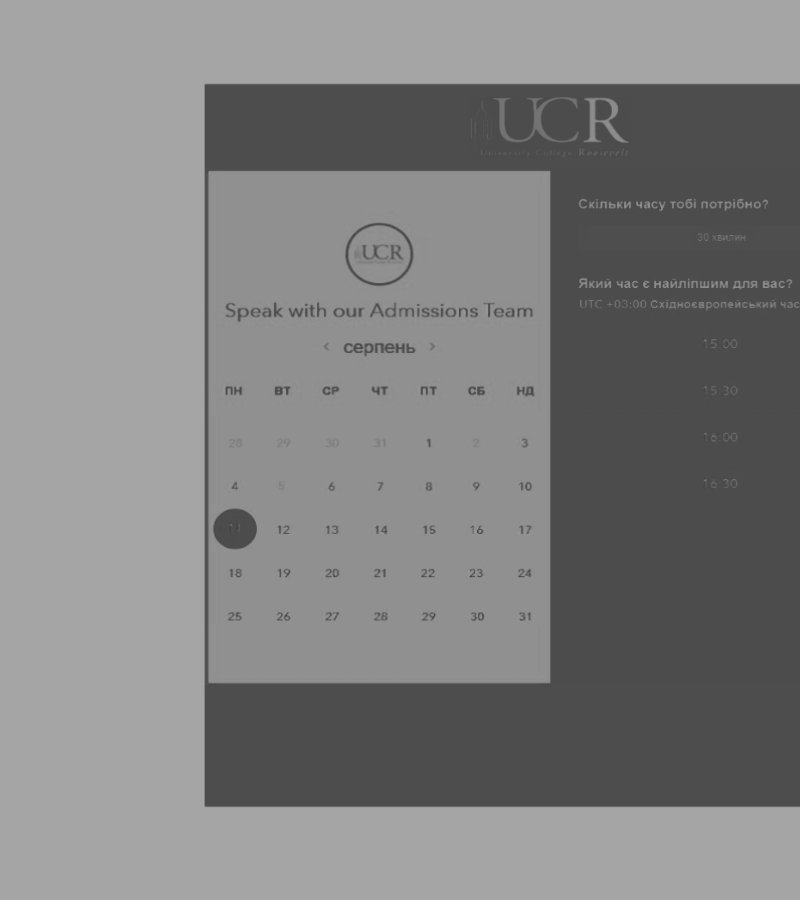 UCR
University College Roosevelt
UCR
Speak with our Admissions Team
< серпень >
ПН ВТ СР ЧТ ПТ СБ НД
28 29 30 31 1 2 3
4 5 6 7 8 9 10
11 12 13 14 15 16 17
18 19 20 21 22 23 24
25 26 27 28 29 30 31
Скільки часу тобі потрібно?
30 хвилин
Який час є найліпшим для вас?
UTC +03:00 Східноєвропейський час
15:00
15:30
16:00
16:30